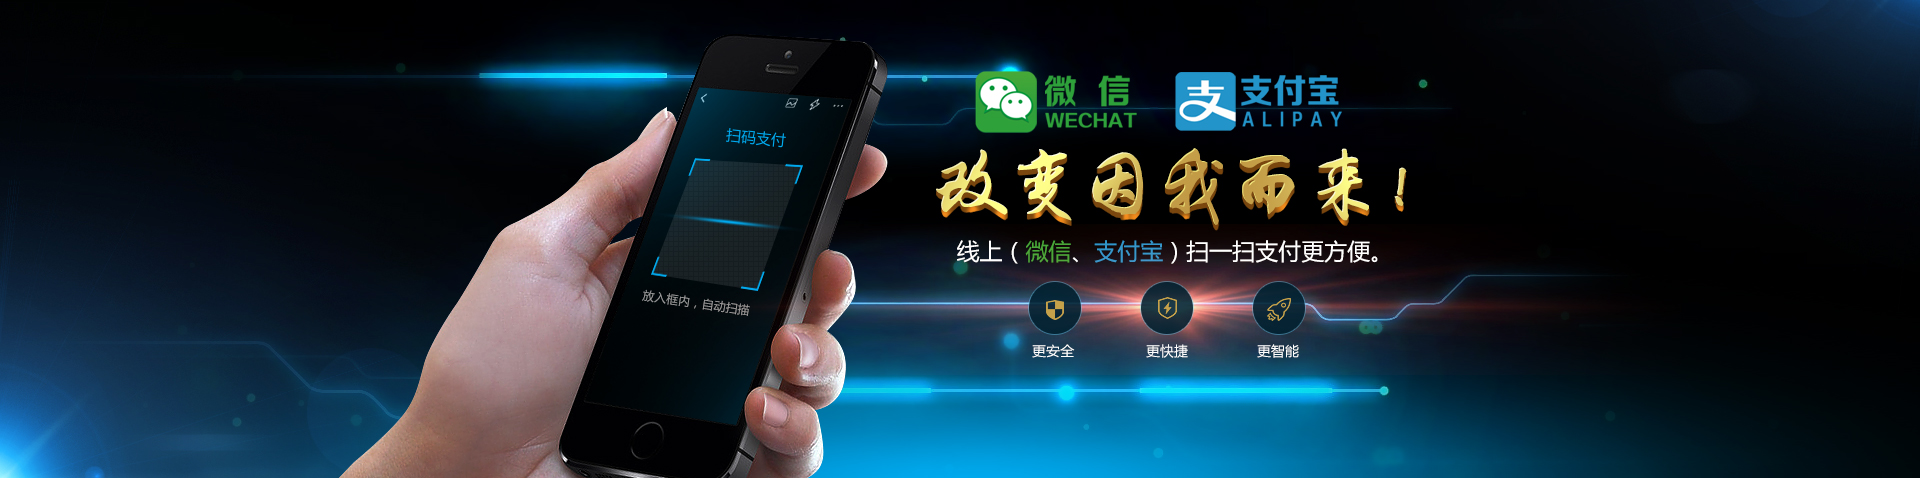 扫码支付
放入框内，自动扫描
微信
WECHAT
支付宝
ALIPAY
改变因我而来！
线上（微信、支付宝）扫一扫支付更方便。
更安全
更快捷
更智能